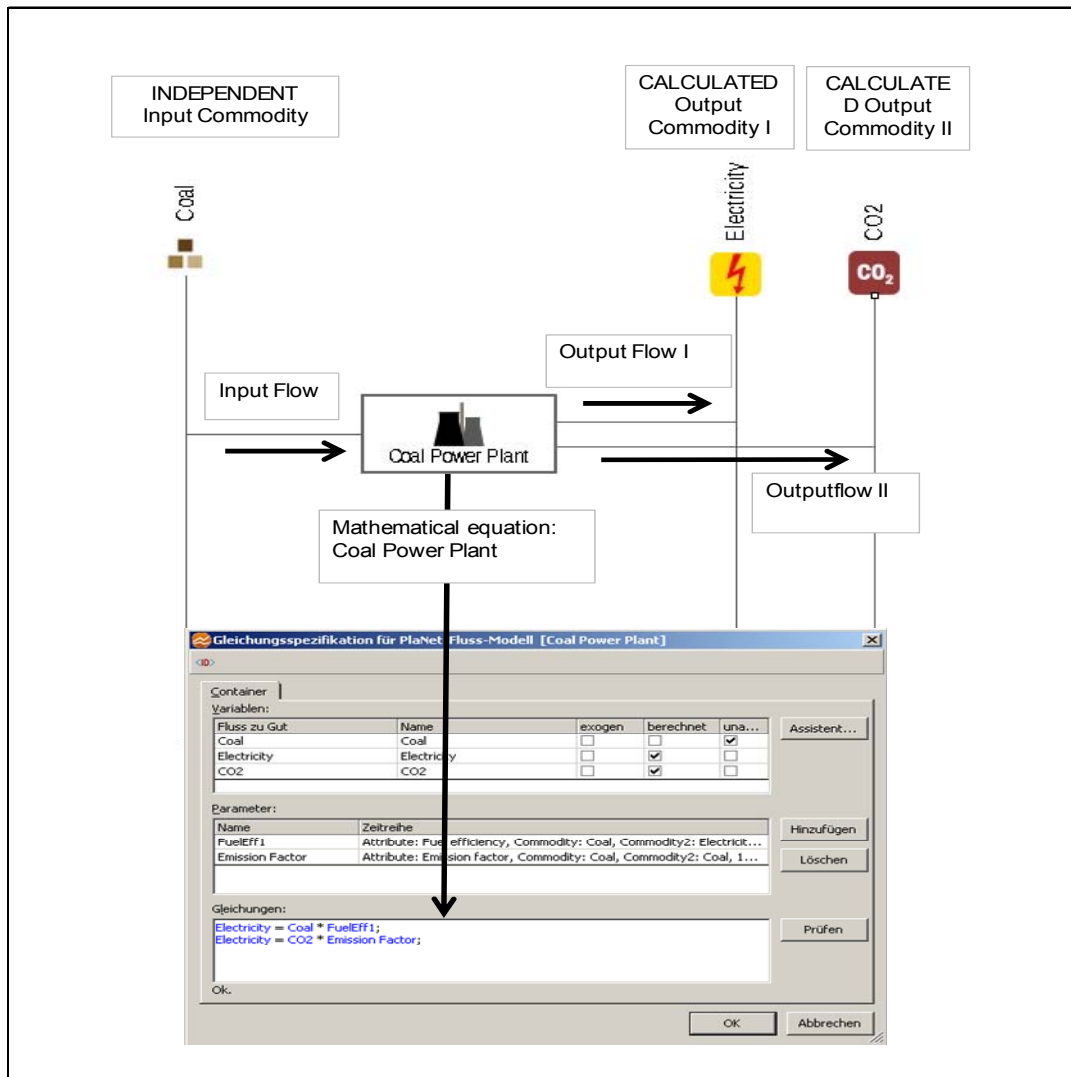 INDEPENDENT
Input Commodity
CALCULATED
Output
Commodity I
CALCULATE
D Output
Commodity II
Coal
Electricity
CO2
CO2
Output Flow I
Input Flow
Coal Power Plant
Outputflow II
Mathematical equation:
Coal Power Plant
Gleichungsspezifikation für PlaNet Fluss-Modell [Coal Power Plant]
<ID>
Container
Variablen:
Fluss zu Gut Name exogen berechnet una...
Coal Coal
Electricity Electricity
CO2 CO2
Assistent...
Parameter:
Name Zeitreihe
FuelEff1 Attribute: Fuel efficiency, Commodity: Coal, Commodity2: Electricit...
Emission Factor Attribute: Emission factor, Commodity: Coal, Commodity2: Coal, 1...
Hinzufügen
Löschen
Gleichungen:
Electricity = Coal * FuelEff1;
Electricity = CO2 * Emission Factor;
Prüfen
Ok.
OK Abbrechen